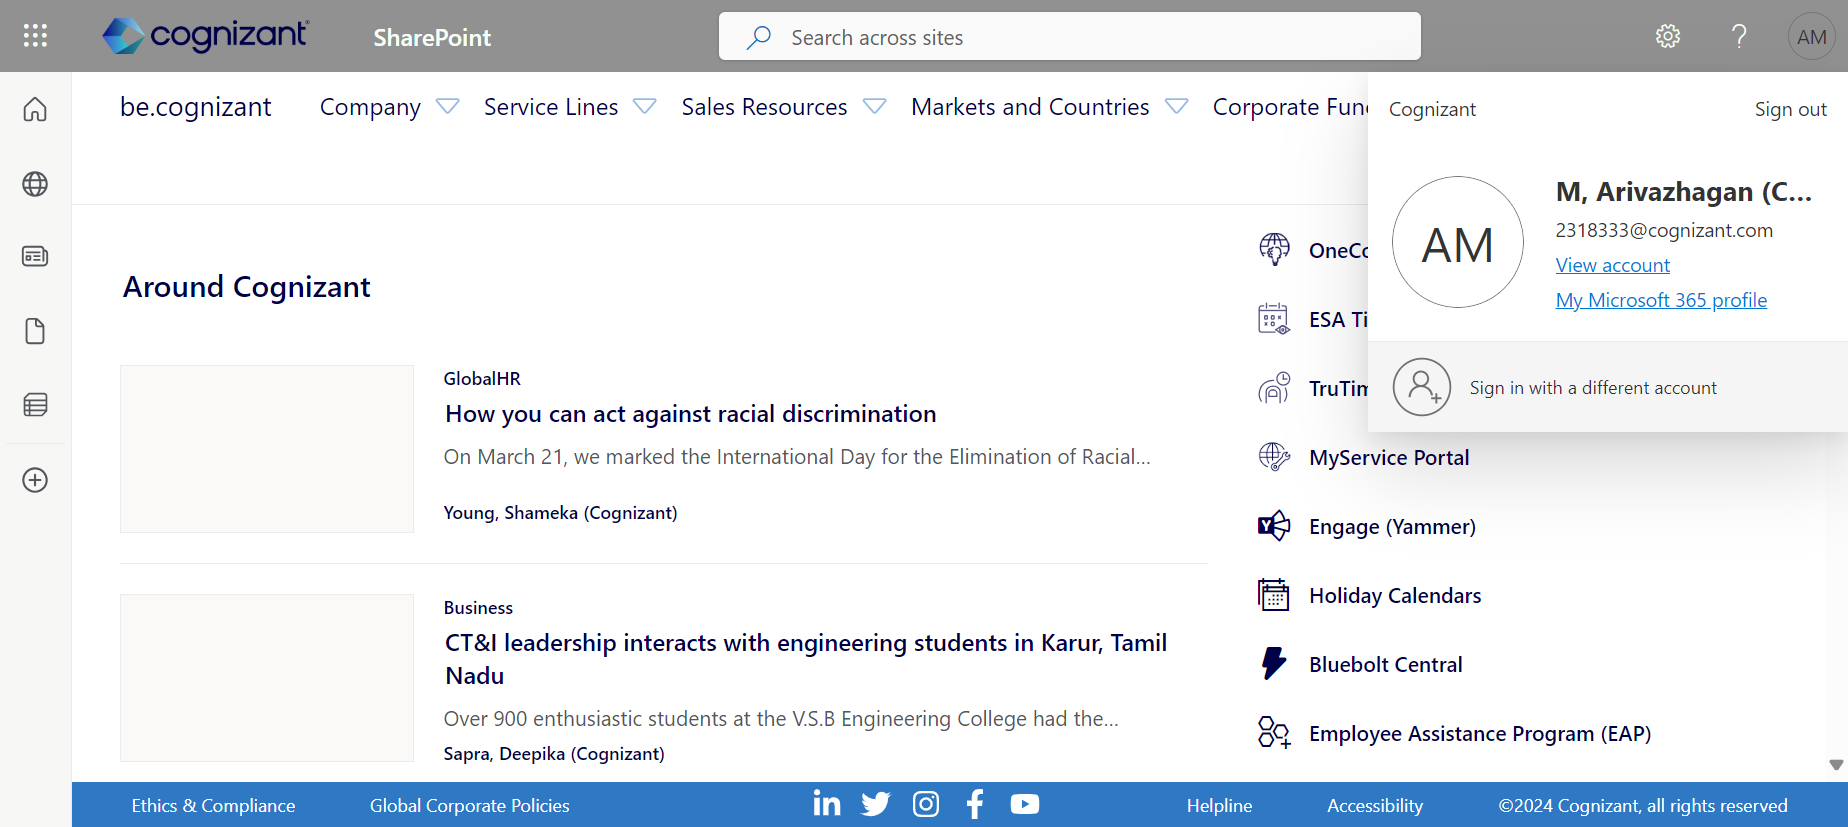 cognizant
SharePoint
Search across sites
AM
be.cognizant
Company
Service Lines
Sales Resources
Markets and Countries
Corporate Fun
Cognizant
Sign out
AM
M, Arivazhagan (C...
2318333@cognizant.com
View account
My Microsoft 365 profile
Sign in with a different account
Around Cognizant
GlobalHR
How you can act against racial discrimination
On March 21, we marked the International Day for the Elimination of Racial...
Young, Shameka (Cognizant)
Business
CT&I leadership interacts with engineering students in Karur, Tamil
Nadu
Over 900 enthusiastic students at the V.S.B Engineering College had the...
Sapra, Deepika (Cognizant)
OneCo
ESA Ti
TruTim
MyService Portal
Engage (Yammer)
Holiday Calendars
Bluebolt Central
Employee Assistance Program (EAP)
Ethics & Compliance
Global Corporate Policies
Helpline
Accessibility
©2024 Cognizant, all rights reserved